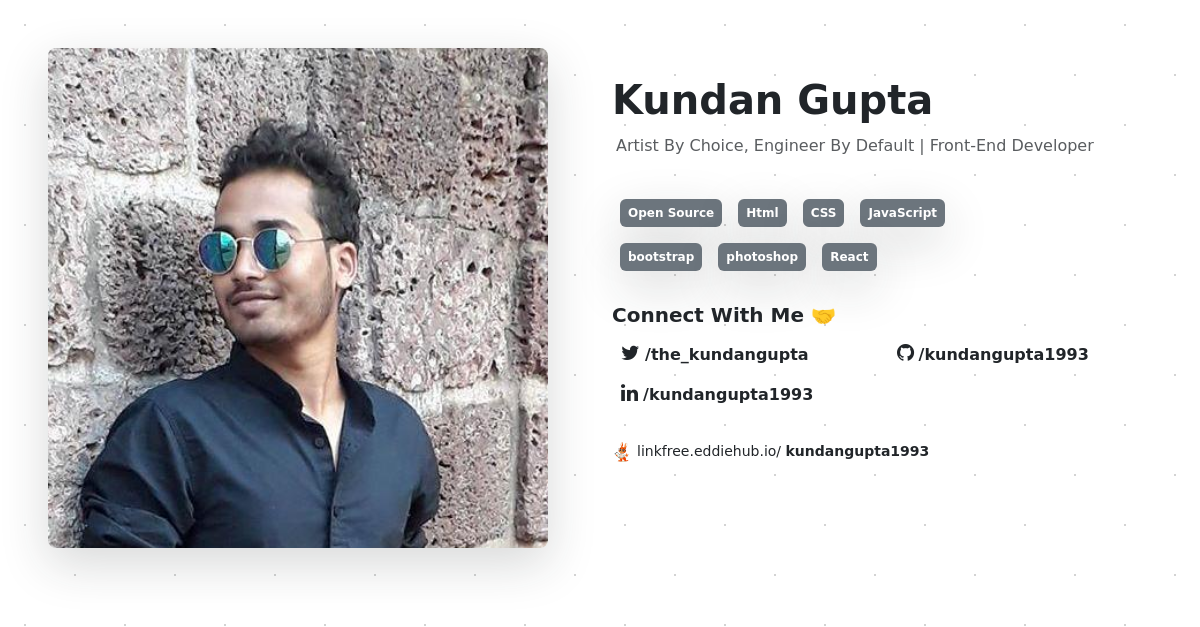 Kundan Gupta
Artist By Choice, Engineer By Default | Front-End Developer
Open Source Html CSS JavaScript
bootstrap photoshop React
Connect With Me 🤝
/the_kundangupta /kundangupta1993
/kundangupta1993
linkfree.eddiehub.io/ kundangupta1993